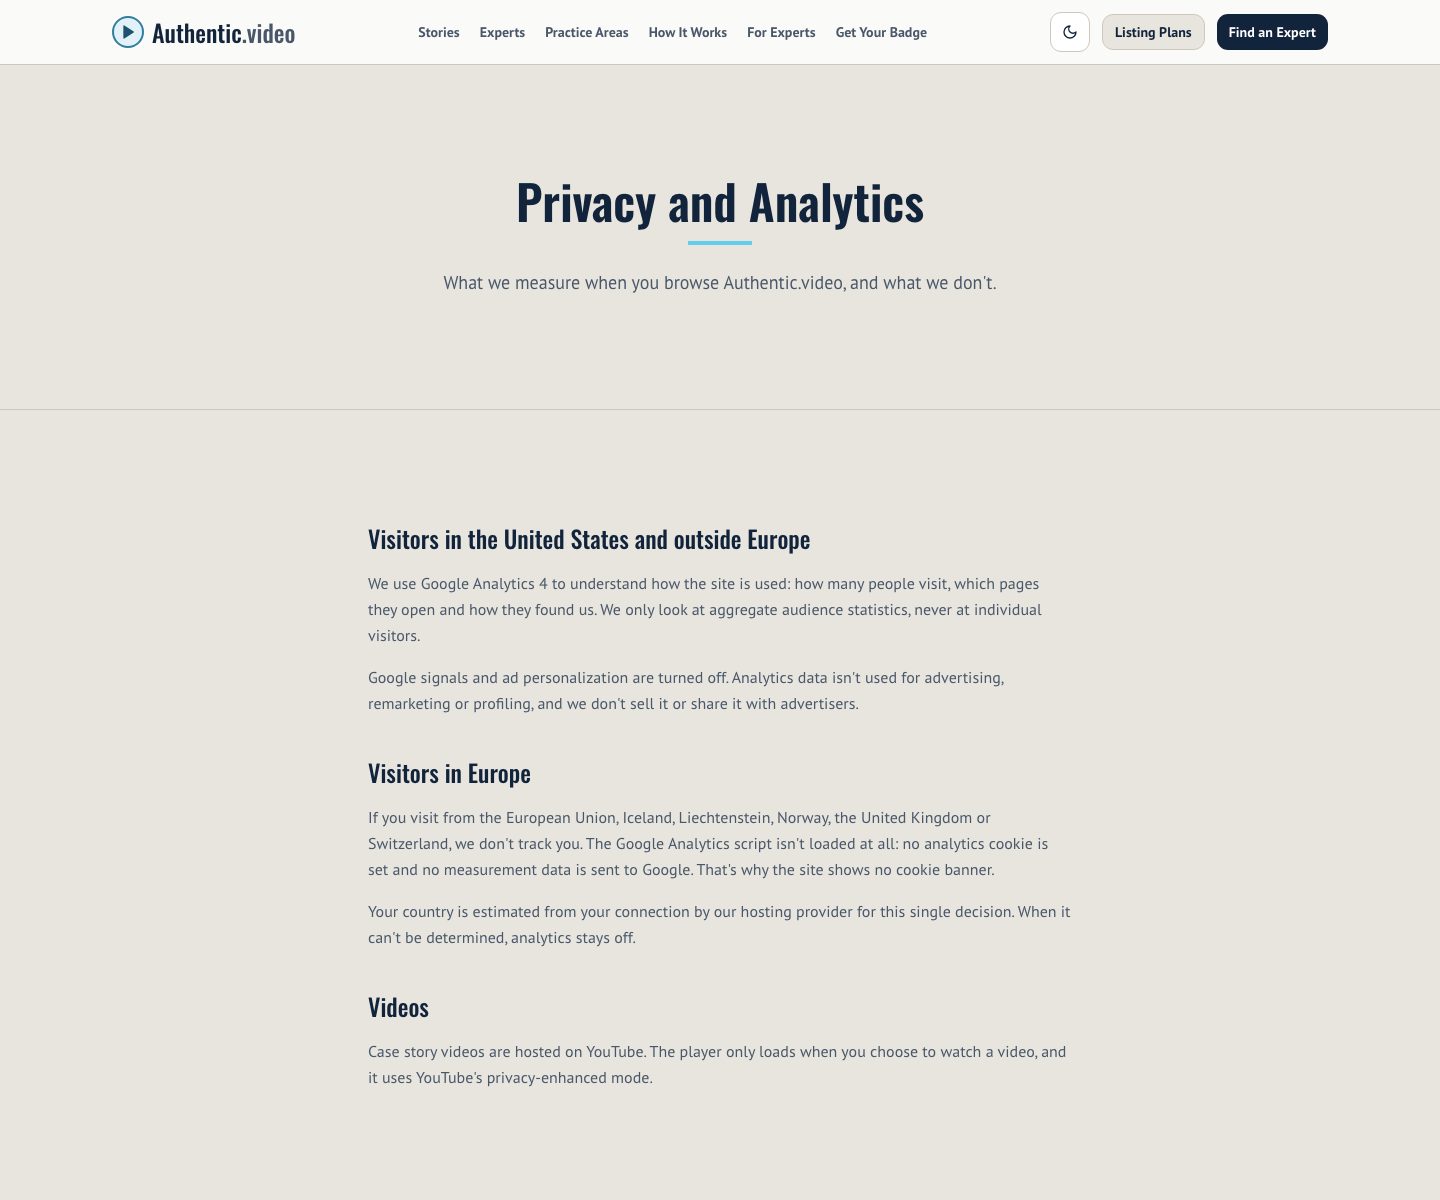 Authentic.video
Stories
Experts
Practice Areas
How It Works
For Experts
Get Your Badge
Listing Plans
Find an Expert
Privacy and Analytics
What we measure when you browse Authentic.video, and what we don't.
Visitors in the United States and outside Europe
We use Google Analytics 4 to understand how the site is used: how many people visit, which pages
they open and how they found us. We only look at aggregate audience statistics, never at individual
visitors.
Google signals and ad personalization are turned off. Analytics data isn't used for advertising,
remarketing or profiling, and we don't sell it or share it with advertisers.
Visitors in Europe
If you visit from the European Union, Iceland, Liechtenstein, Norway, the United Kingdom or
Switzerland, we don't track you. The Google Analytics script isn't loaded at all: no analytics cookie is
set and no measurement data is sent to Google. That's why the site shows no cookie banner.
Your country is estimated from your connection by our hosting provider for this single decision. When it
can't be determined, analytics stays off.
Videos
Case story videos are hosted on YouTube. The player only loads when you choose to watch a video, and
it uses YouTube's privacy-enhanced mode.